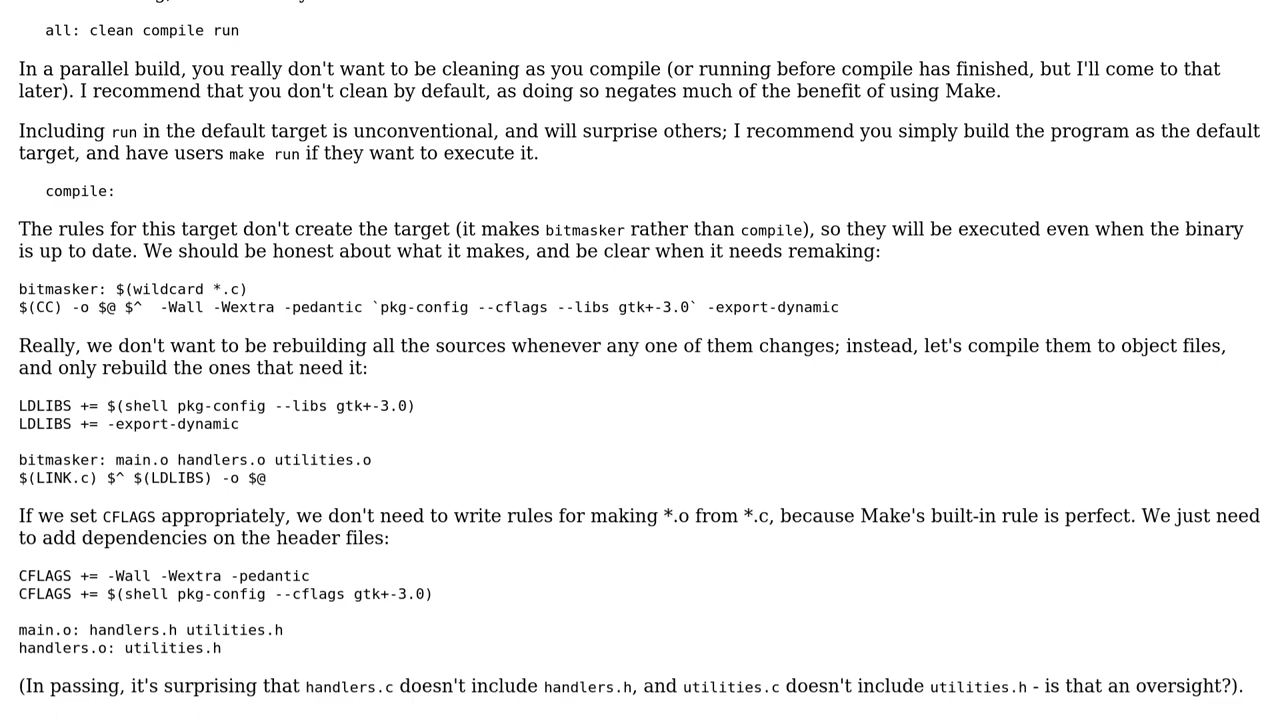 all: clean compile run
In a parallel build, you really don't want to be cleaning as you compile (or running before compile has finished, but I'll come to that
later). I recommend that you don't clean by default, as doing so negates much of the benefit of using Make.
Including run in the default target is unconventional, and will surprise others; I recommend you simply build the program as the default
target, and have users make run if they want to execute it.
compile:
The rules for this target don't create the target (it makes bitmasker rather than compile), so they will be executed even when the binary
is up to date. We should be honest about what it makes, and be clear when it needs remaking:
bitmasker: $(wildcard *.c)
$(CC) -o $@ $^  -Wall -Wextra -pedantic `pkg-config --cflags --libs gtk+-3.0` -export-dynamic
Really, we don't want to be rebuilding all the sources whenever any one of them changes; instead, let's compile them to object files,
and only rebuild the ones that need it:
LDLIBS += $(shell pkg-config --libs gtk+-3.0)
LDLIBS += -export-dynamic
bitmasker: main.o handlers.o utilities.o
$(LINK.c) $^ $(LDLIBS) -o $@
If we set CFLAGS appropriately, we don't need to write rules for making *.o from *.c, because Make's built-in rule is perfect. We just need
to add dependencies on the header files:
CFLAGS += -Wall -Wextra -pedantic
CFLAGS += $(shell pkg-config --cflags gtk+-3.0)
main.o: handlers.h utilities.h
handlers.o: utilities.h
(In passing, it's surprising that handlers.c doesn't include handlers.h, and utilities.c doesn't include utilities.h - is that an oversight?).